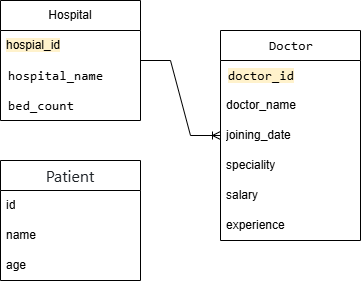 Hospital
hospial_id
hospital_name
bed_count
Doctor
doctor_id
doctor_name
joining_date
speciality
salary
experience
Patient
id
name
age